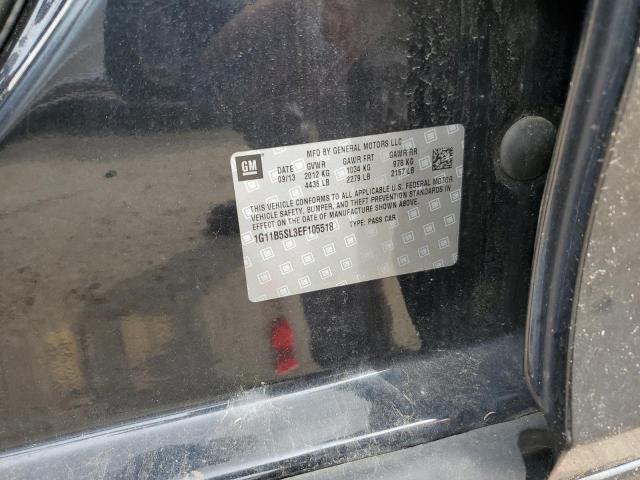 GM
MFD BY GENERAL MOTORS LLC
DATE GVWR GAWR FRT GAWR RR
09/13 2012 KG 1034 KG 978 KG
4436 LB 2279 LB 2157 LB
THIS VEHICLE CONFORMS TO ALL APPLICABLE U.S. FEDERAL MOTOR
VEHICLE SAFETY, BUMPER, AND THEFT PREVENTION STANDARDS IN
EFFECT ON THE DATE OF MANUFACTURE SHOWN ABOVE.
1G11B5SL3EF105518 TYPE: PASS CAR